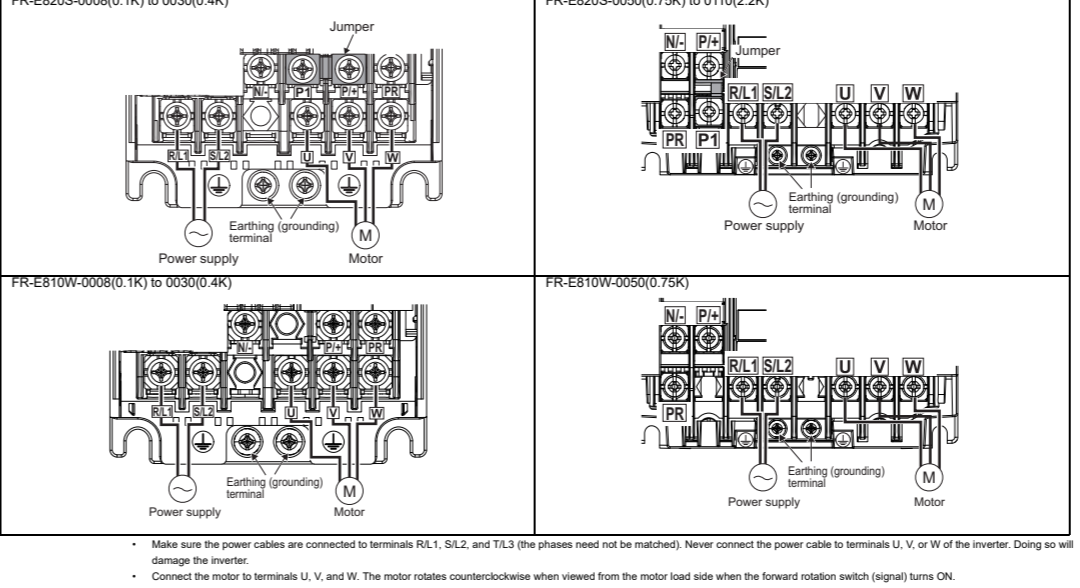 FR-E820S-0008(0.1K) to 0030(0.4K)
Jumper
N/- P1 P/+ PR
R/L1 S/L2 U V W
Earthing (grounding)
terminal
M
Power supply Motor
FR-E820S-0050(0.75K) to 0110(2.2K)
N/- P/+
Jumper
R/L1 S/L2 U V W
PR P1
Earthing (grounding)
terminal
M
Power supply Motor
FR-E810W-0008(0.1K) to 0030(0.4K)
N/- P/+ PR
R/L1 S/L2 U V W
Earthing (grounding)
terminal
M
Power supply Motor
FR-E810W-0050(0.75K)
N/- P/+
R/L1 S/L2 U V W
PR
Earthing (grounding)
terminal
M
Power supply Motor
• Make sure the power cables are connected to terminals R/L1, S/L2, and T/L3 (the phases need not be matched). Never connect the power cable to terminals U, V, or W of the inverter. Doing so will
damage the inverter.
• Connect the motor to terminals U, V, and W. The motor rotates counterclockwise when viewed from the motor load side when the forward rotation switch (signal) turns ON.